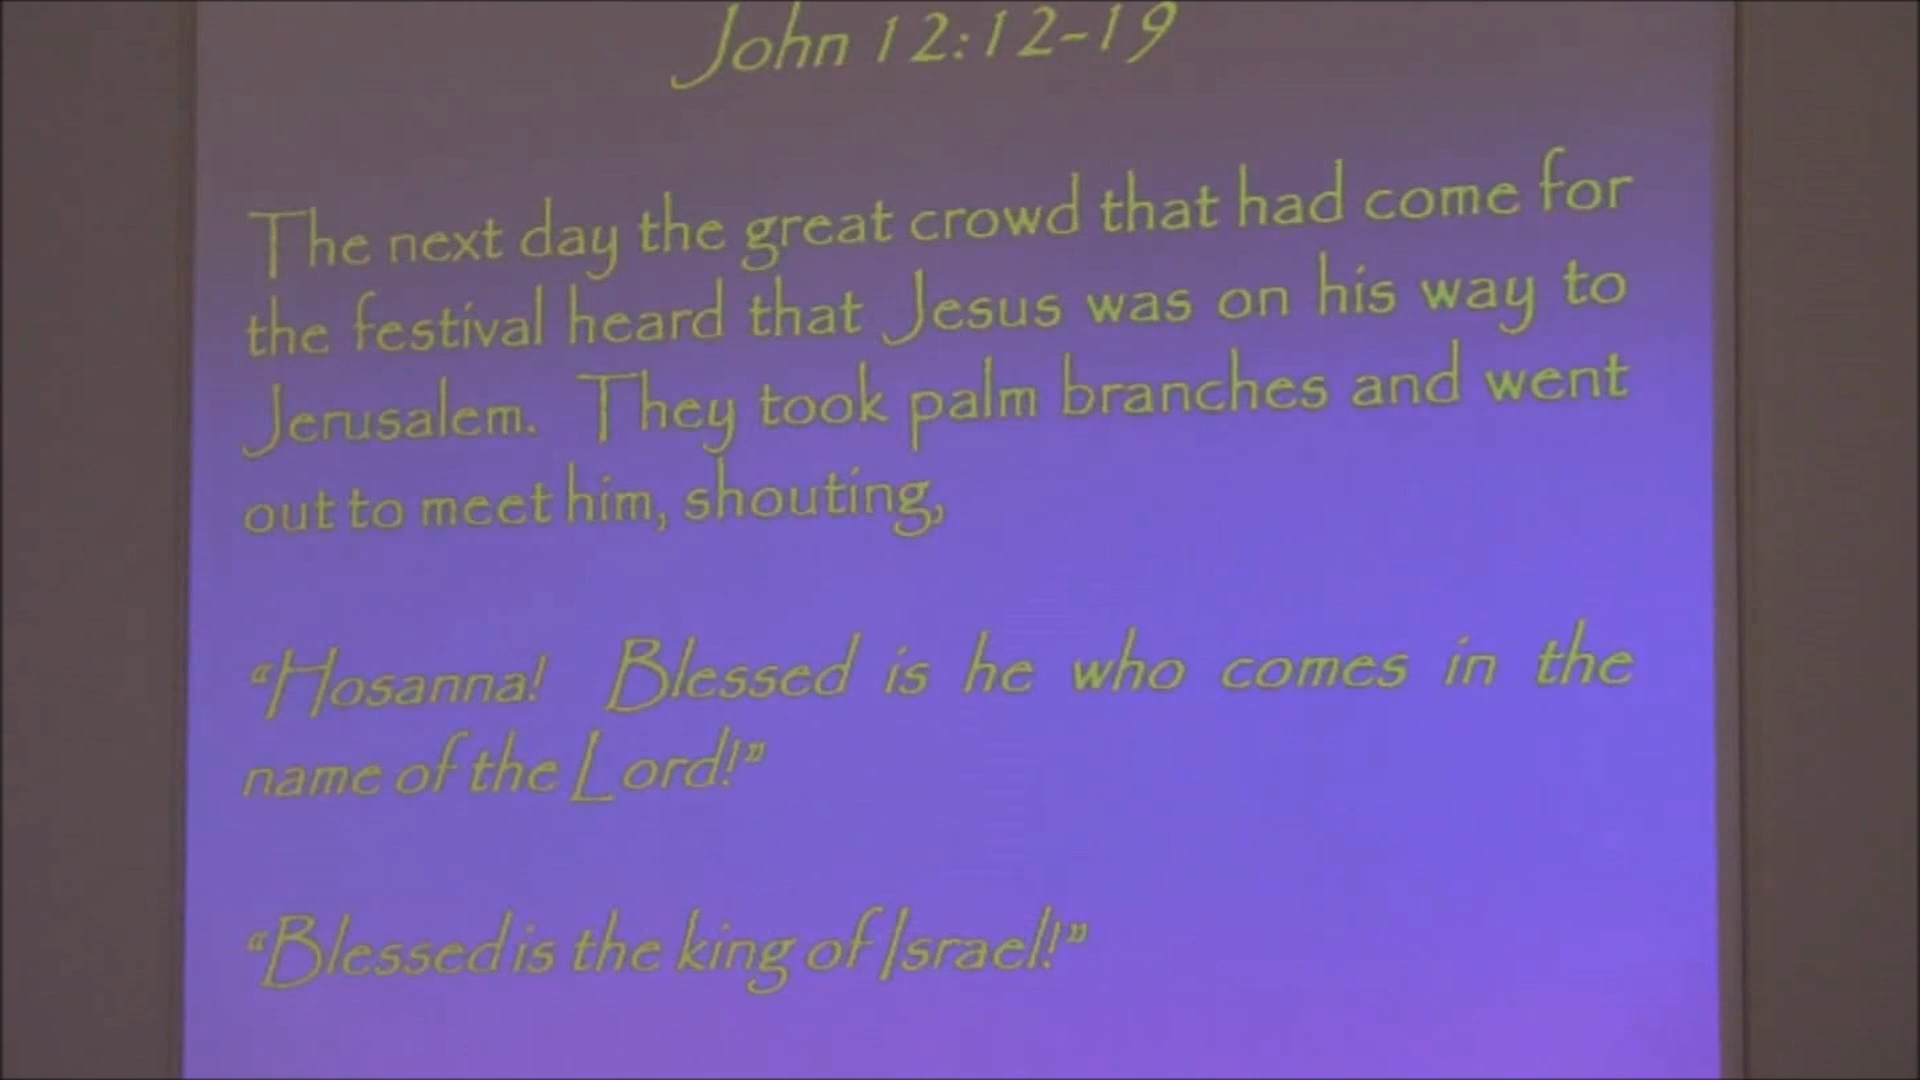 John 12:12-19
The next day the great crowd that had come for
the festival heard that Jesus was on his way to
Jerusalem. They took palm branches and went
out to meet him, shouting,
“Hosanna! Blessed is he who comes in the
name of the Lord!”
“Blessed is the king of Israel!”